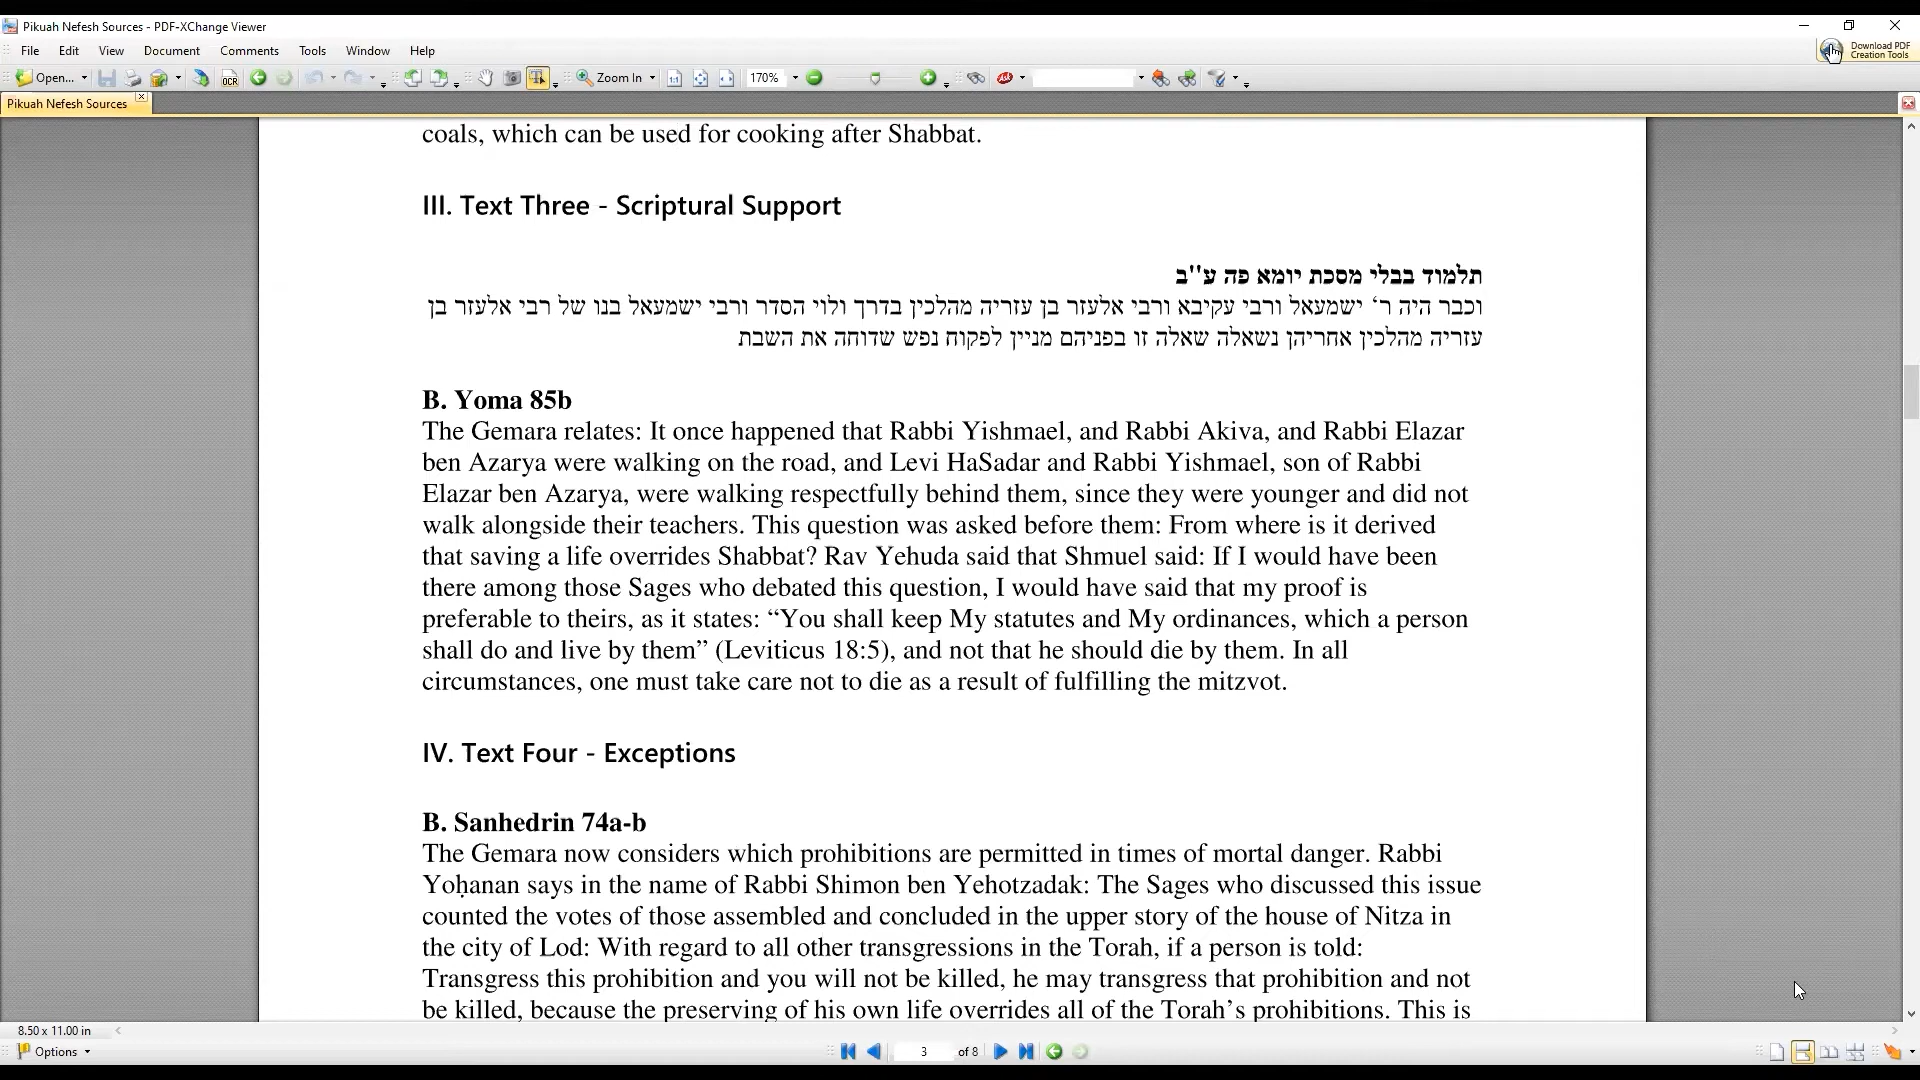 Pikuah Nefesh Sources - PDF-XChange Viewer
File Edit View Document Comments Tools Window Help
Download PDF
Creation Tools
Open... OCR Zoom In 170%
Pikuah Nefesh Sources
coals, which can be used for cooking after Shabbat.
III. Text Three - Scriptural Support
תלמוד בבלי מסכת יומא פה ע''ב
וכבר היה ר‘ ישמעאל ורבי עקיבא ורבי אלעזר בן עזריה מהלכין בדרך ולוי הסדר ורבי ישמעאל בנו של רבי אלעזר בן
עזריה מהלכין אחריהן נשאלה שאלה זו בפניהם מניין לפקוח נפש שדוחה את השבת
B. Yoma 85b
The Gemara relates: It once happened that Rabbi Yishmael, and Rabbi Akiva, and Rabbi Elazar
ben Azarya were walking on the road, and Levi HaSadar and Rabbi Yishmael, son of Rabbi
Elazar ben Azarya, were walking respectfully behind them, since they were younger and did not
walk alongside their teachers. This question was asked before them: From where is it derived
that saving a life overrides Shabbat? Rav Yehuda said that Shmuel said: If I would have been
there among those Sages who debated this question, I would have said that my proof is
preferable to theirs, as it states: “You shall keep My statutes and My ordinances, which a person
shall do and live by them” (Leviticus 18:5), and not that he should die by them. In all
circumstances, one must take care not to die as a result of fulfilling the mitzvot.
IV. Text Four - Exceptions
B. Sanhedrin 74a-b
The Gemara now considers which prohibitions are permitted in times of mortal danger. Rabbi
Yoḥanan says in the name of Rabbi Shimon ben Yehotzadak: The Sages who discussed this issue
counted the votes of those assembled and concluded in the upper story of the house of Nitza in
the city of Lod: With regard to all other transgressions in the Torah, if a person is told:
Transgress this prohibition and you will not be killed, he may transgress that prohibition and not
be killed, because the preserving of his own life overrides all of the Torah’s prohibitions. This is
8.50 x 11.00 in
Options 3 of 8